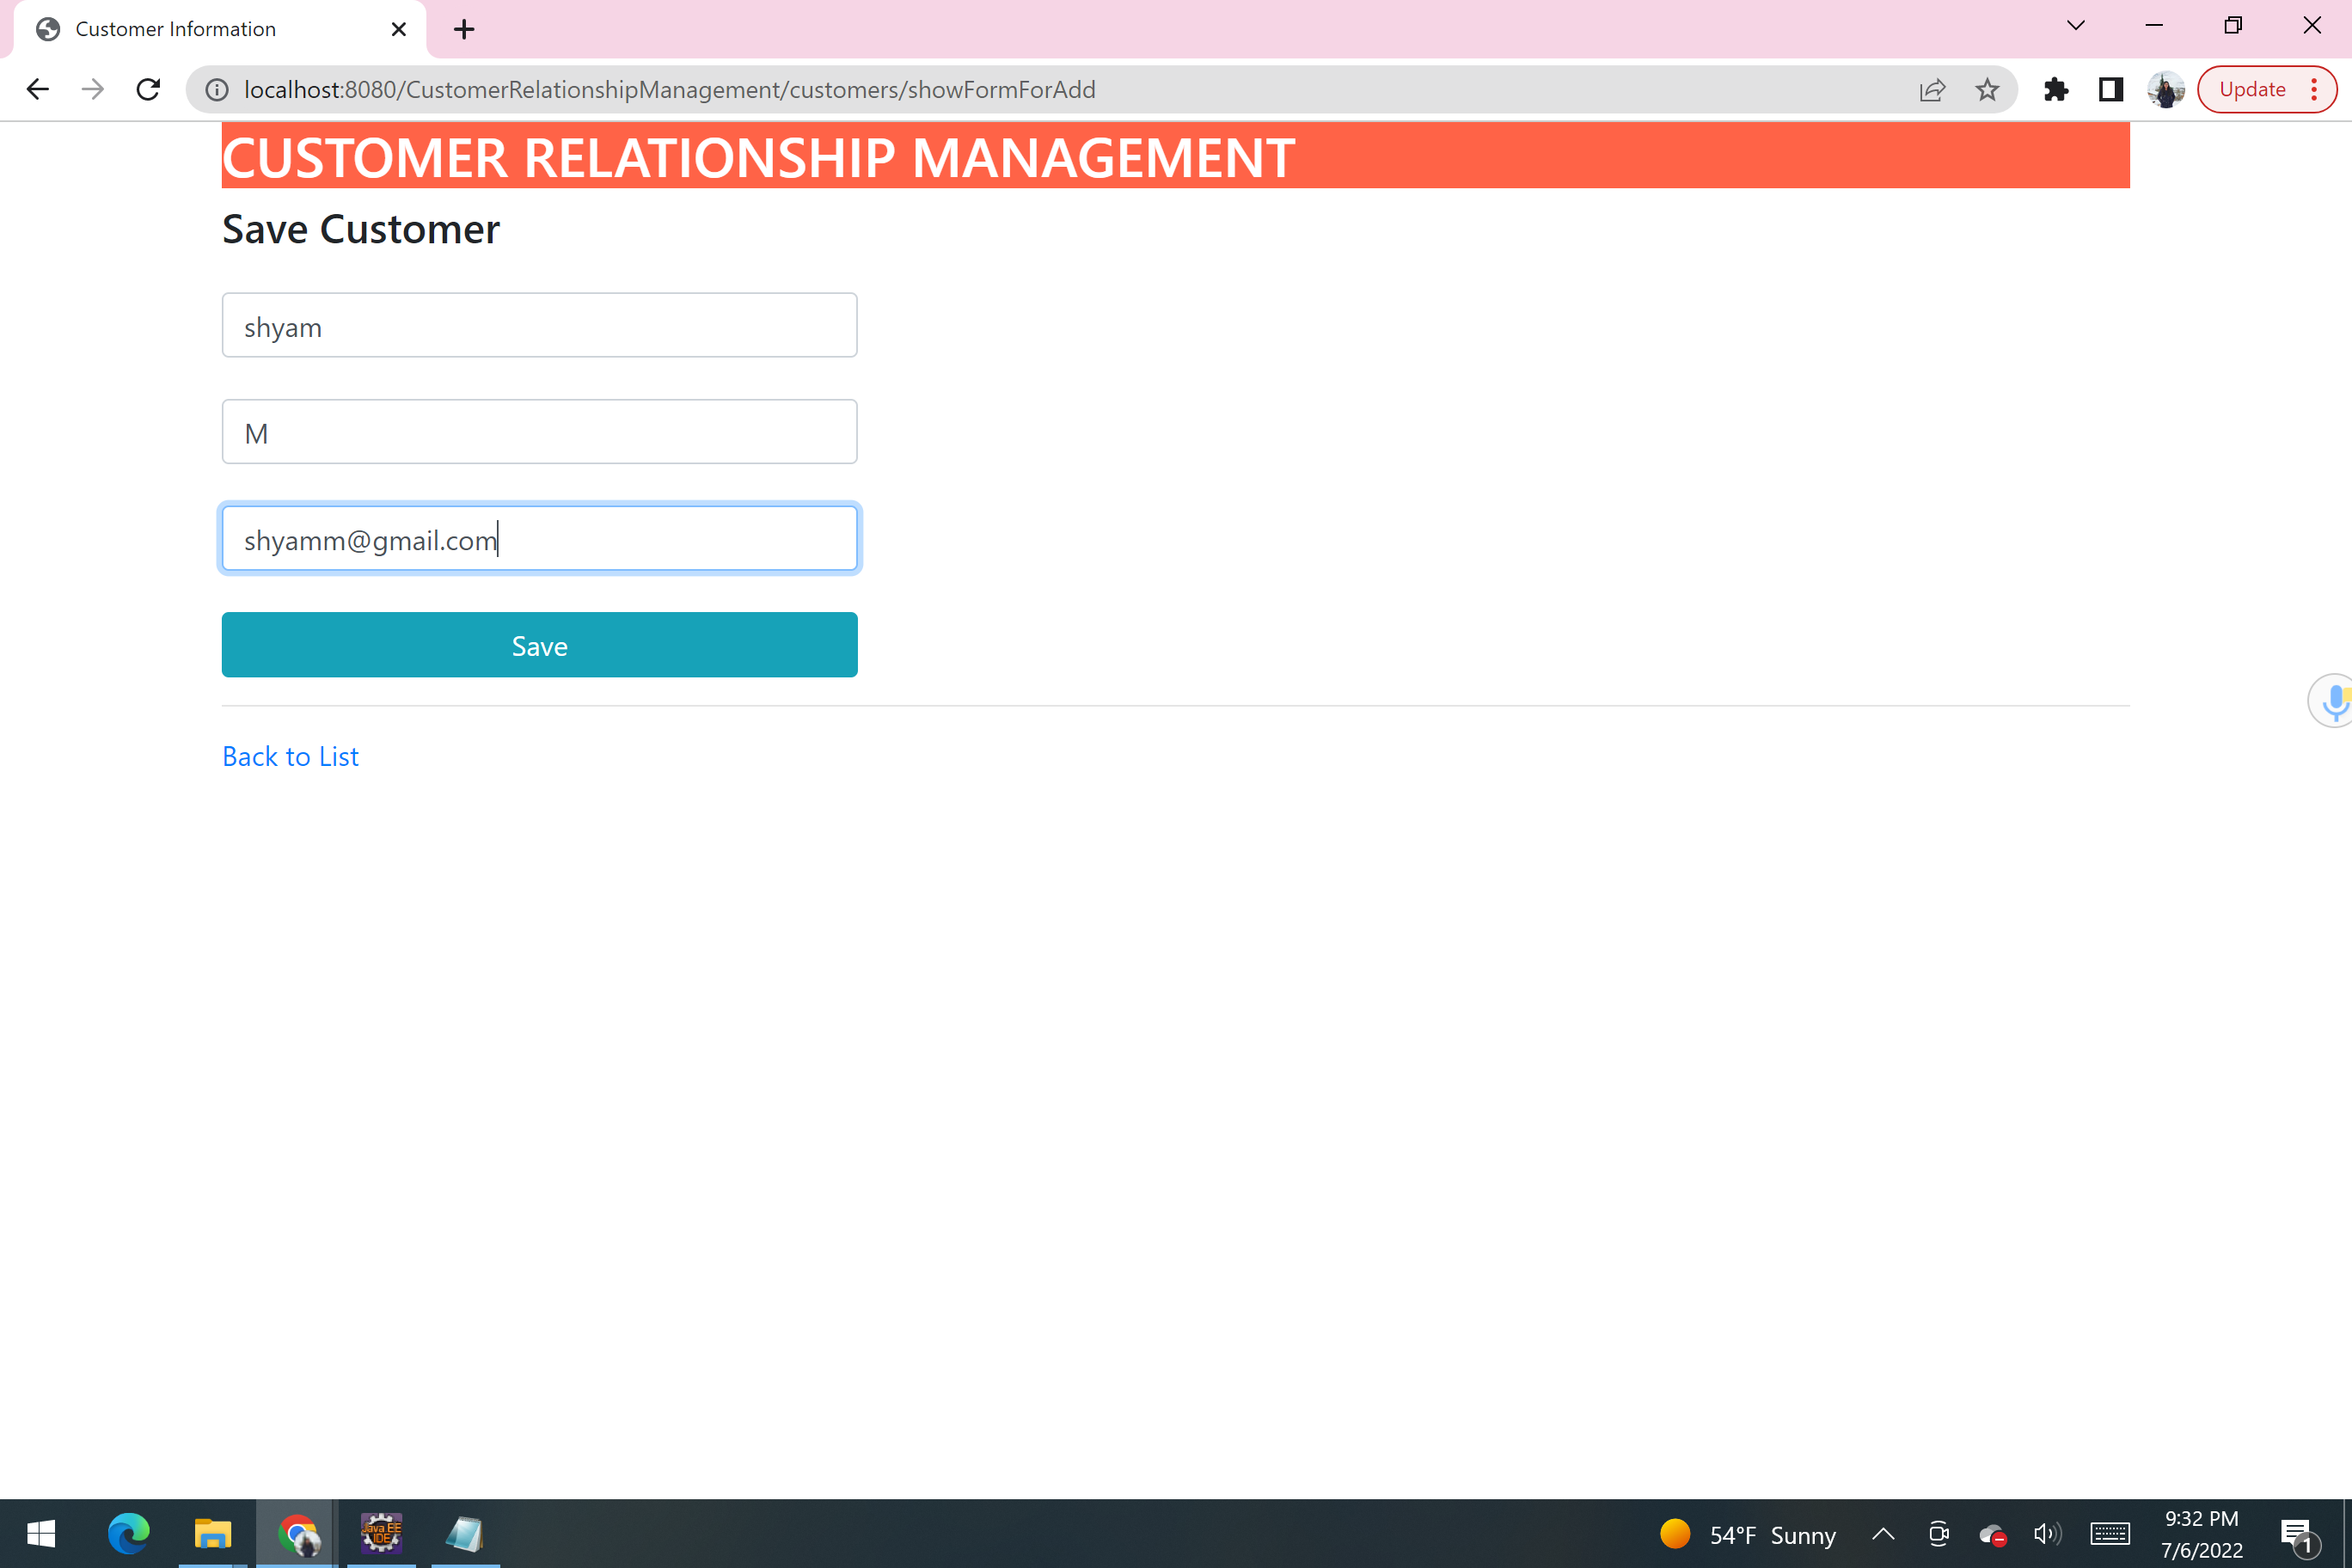 Customer Information
localhost:8080/CustomerRelationshipManagement/customers/showFormForAdd
Update
CUSTOMER RELATIONSHIP MANAGEMENT
Save Customer
shyam
M
shyamm@gmail.com
Save
Back to List
Java EE
IDE
54°F Sunny
9:32 PM
7/6/2022
1